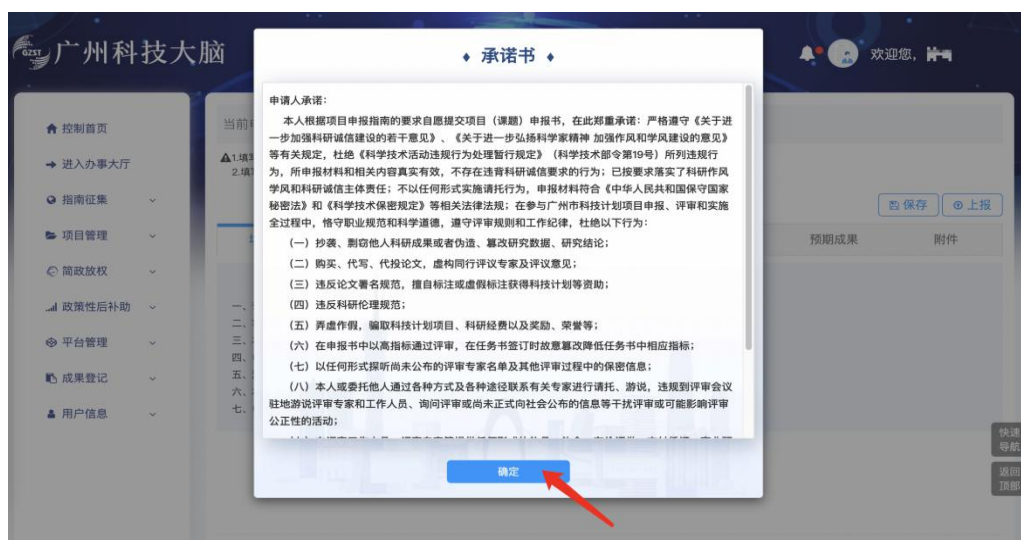 GZST 广州科技大脑
欢迎您,
控制首页
进入办事大厅
指南征集
项目管理
简政放权
政策性后补助
平台管理
成果登记
用户信息
当前
1.填写
2.填
保存
上报
预期成果
附件
一、
二、
三、
四、
五、
六、
七、
承诺书
申请人承诺：
本人根据项目申报指南的要求自愿提交项目（课题）申报书，在此郑重承诺：严格遵守《关于进
一步加强科研诚信建设的若干意见》、《关于进一步弘扬科学家精神 加强作风和学风建设的意见》
等有关规定，杜绝《科学技术活动违规行为处理暂行规定》（科学技术部令第19号）所列违规行
为，所申报材料和相关内容真实有效，不存在违背科研诚信要求的行为；已按要求落实了科研作风
学风和科研诚信主体责任；不以任何形式实施请托行为，申报材料符合《中华人民共和国保守国家
秘密法》和《科学技术保密规定》等相关法律法规；在参与广州市科技计划项目申报、评审和实施
全过程中，恪守职业规范和科学道德，遵守评审规则和工作纪律，杜绝以下行为：
（一）抄袭、剽窃他人科研成果或者伪造、篡改研究数据、研究结论；
（二）购买、代写、代投论文，虚构同行评议专家及评议意见；
（三）违反论文署名规范，擅自标注或虚假标注获得科技计划等资助；
（四）违反科研伦理规范；
（五）弄虚作假，骗取科技计划项目、科研经费以及奖励、荣誉等；
（六）在申报书中以高指标通过评审，在任务书签订时故意篡改降低任务书中相应指标；
（七）以任何形式探听尚未公布的评审专家名单及其他评审过程中的保密信息；
（八）本人或委托他人通过各种方式及各种途径联系有关专家进行请托、游说，违规到评审会议
驻地游说评审专家和工作人员、询问评审或尚未正式向社会公布的信息等干扰评审或可能影响评审
公正性的活动；
确定
快速
导航
返回
顶部